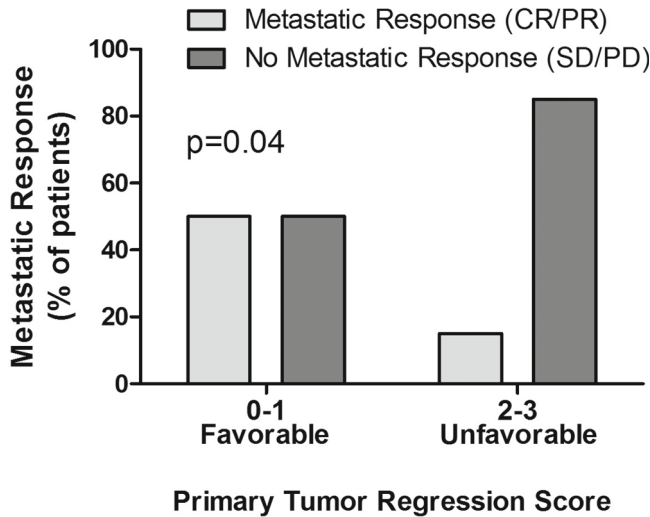 Metastatic Response (CR/PR)
No Metastatic Response (SD/PD)
Metastatic Response
(% of patients)
100
80
60
40
20
0
p=0.04
0-1
Favorable
2-3
Unfavorable
Primary Tumor Regression Score